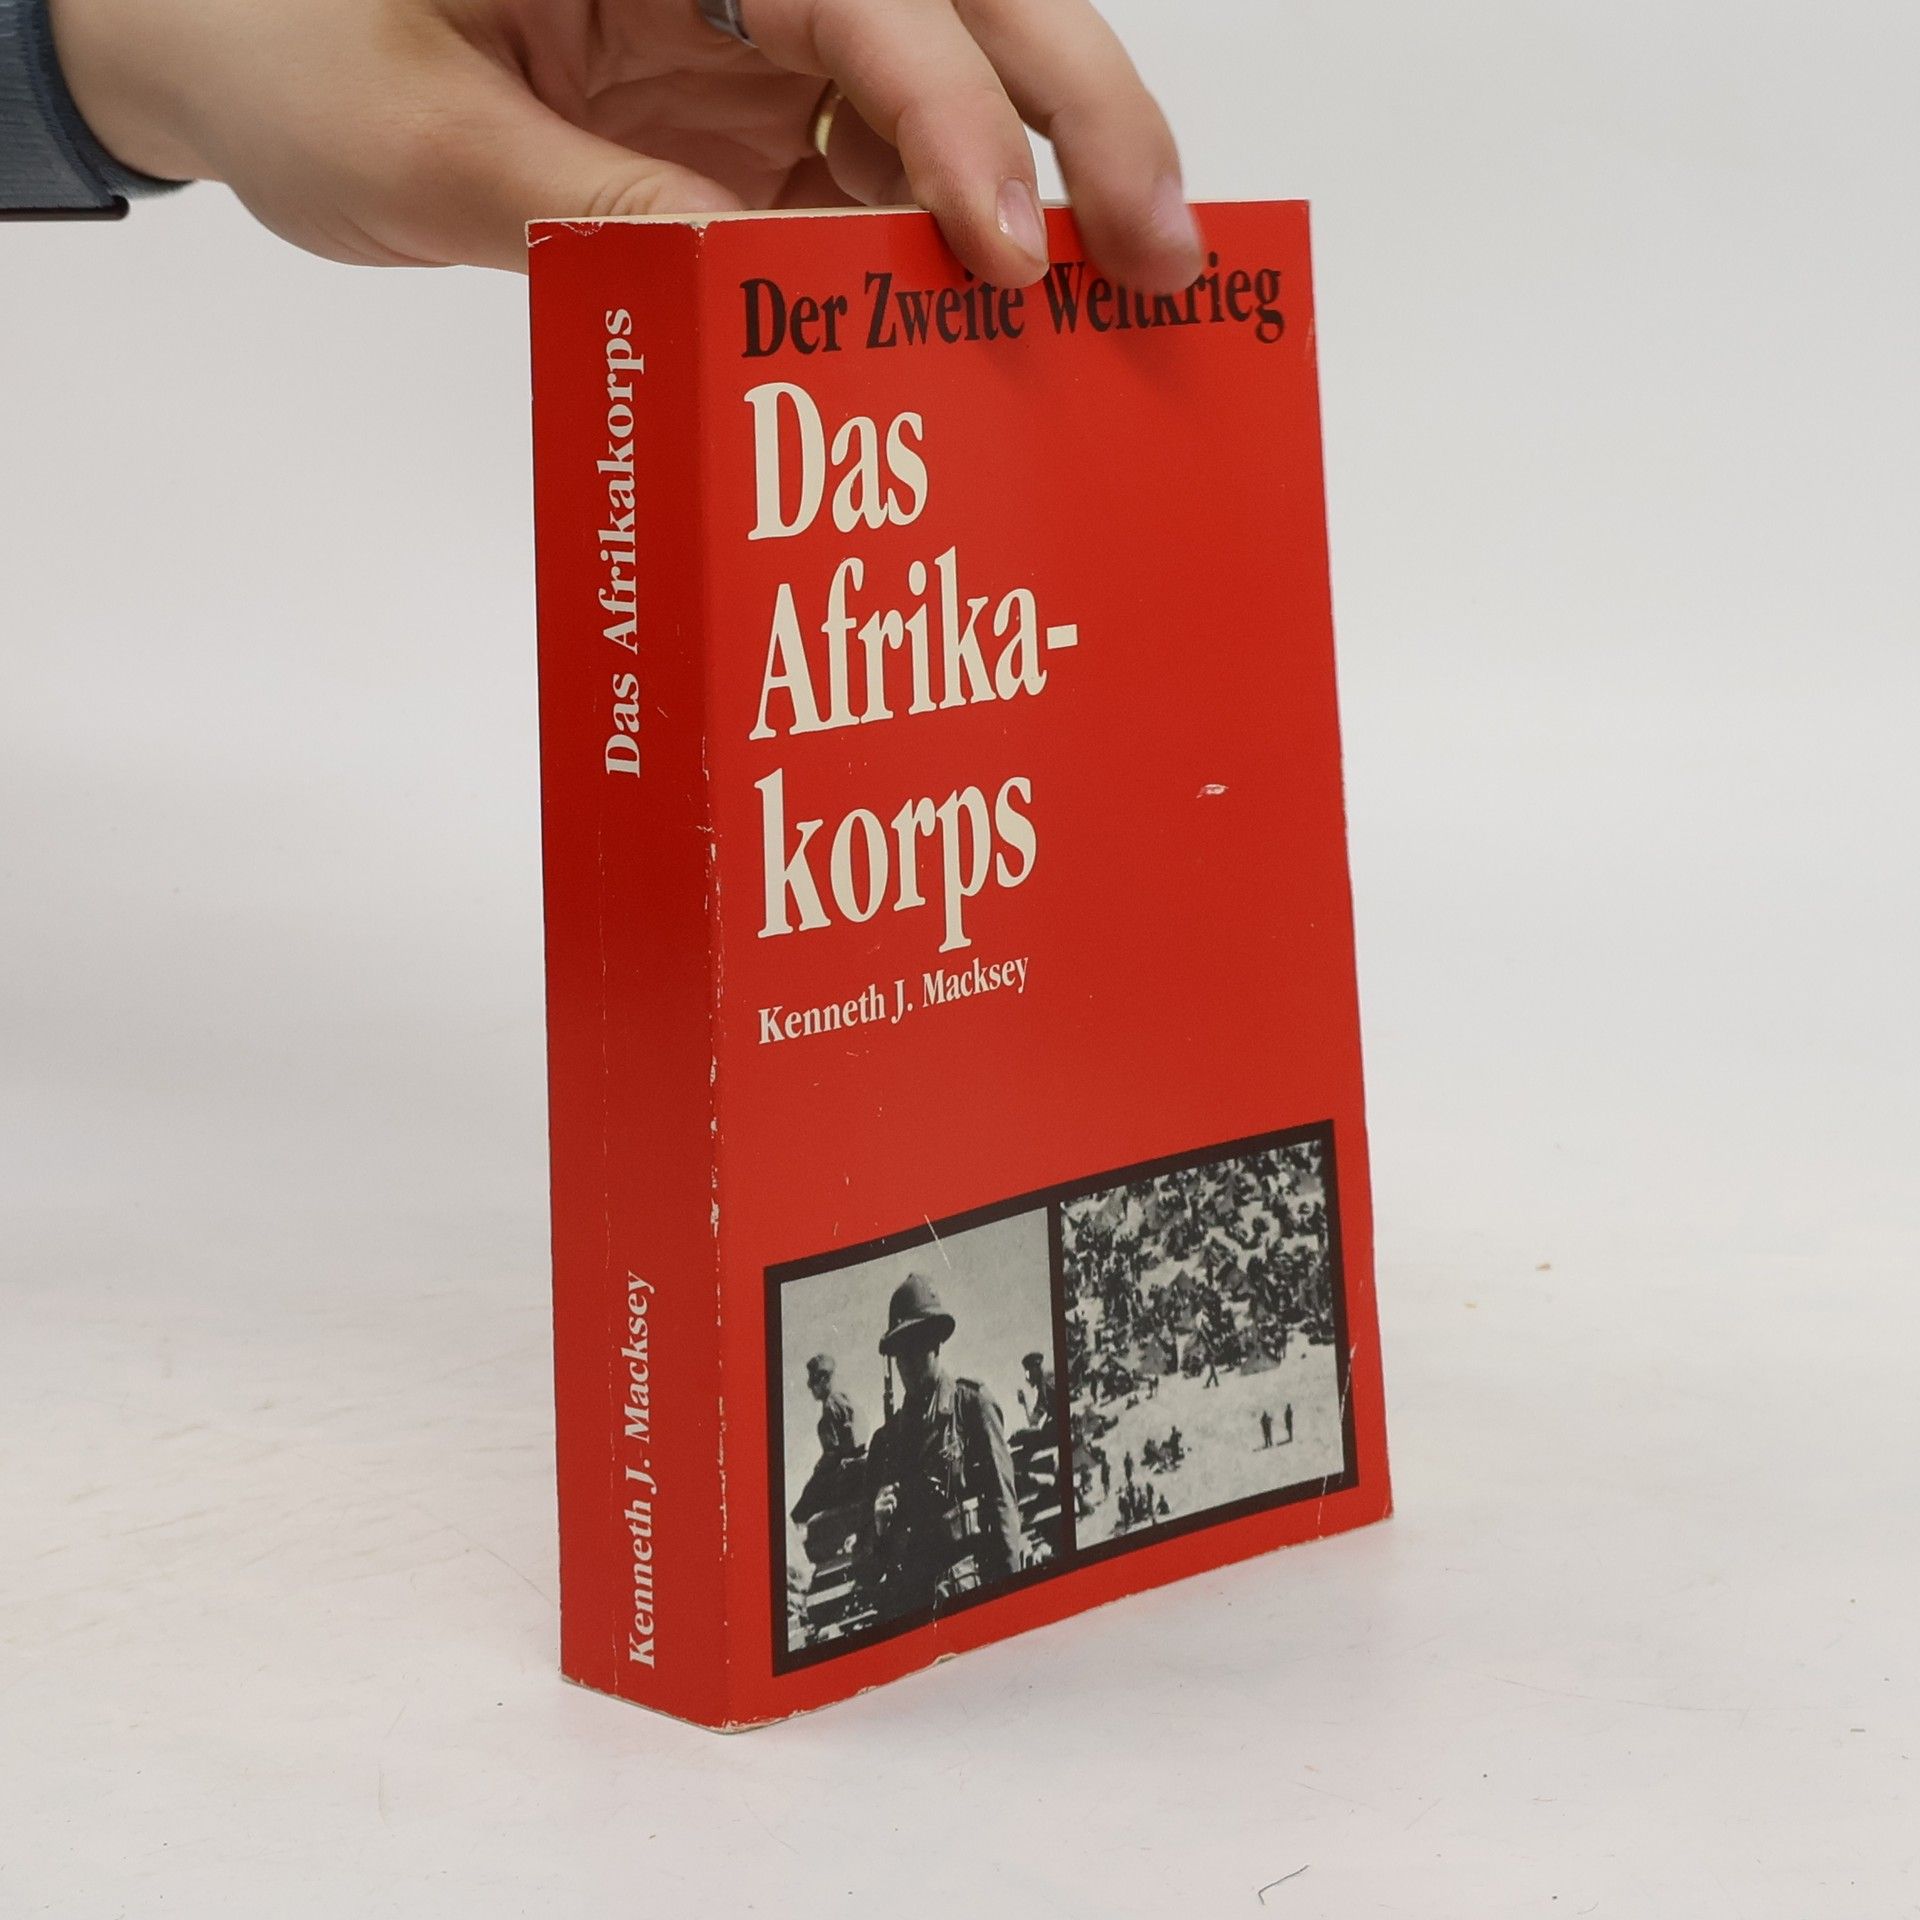 Das Afrikakorps
Kenneth J. Macksey
Der Zweite Weltkrieg
Das
Afrika-
korps
Kenneth J. Macksey